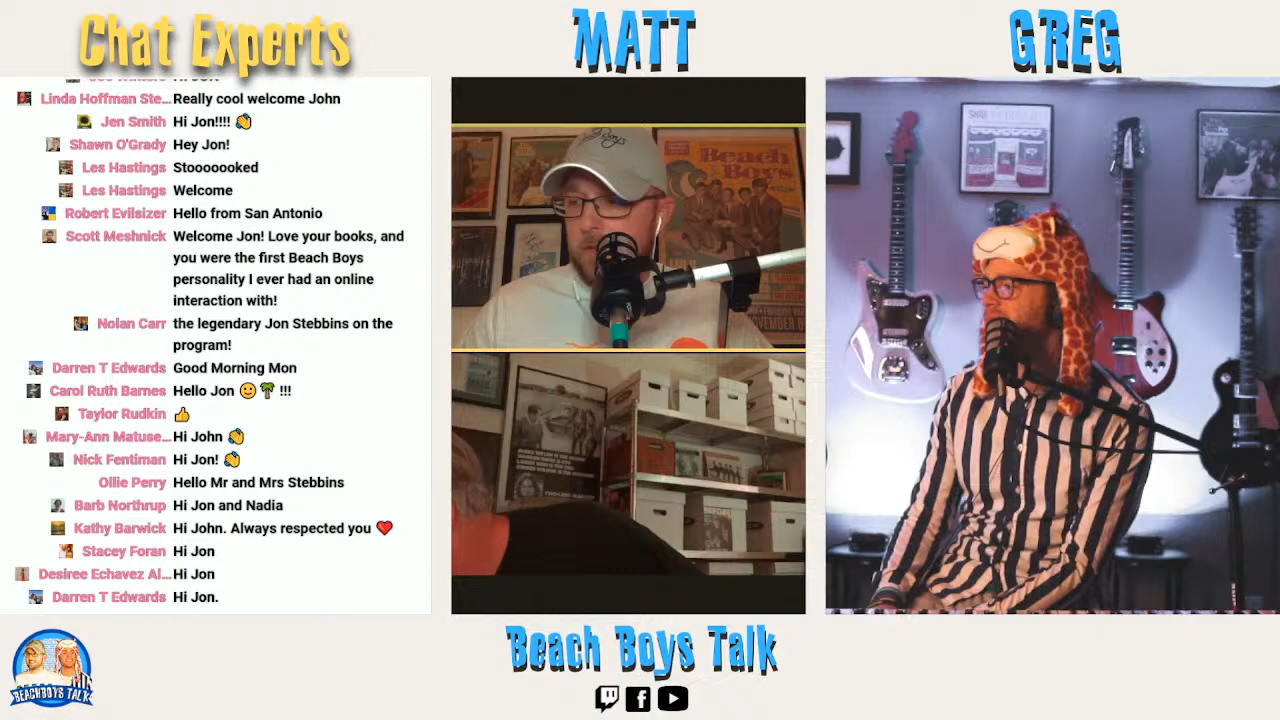 Chat Experts
MATT
GREG
Linda Hoffman Ste... Really cool welcome John
Jen Smith Hi Jon!!!! 👏
Shawn O'Grady Hey Jon!
Les Hastings Stooooooked
Les Hastings Welcome
Robert Evilsizer Hello from San Antonio
Scott Meshnick Welcome Jon! Love your books, and
you were the first Beach Boys
personality I ever had an online
interaction with!
Nolan Carr the legendary Jon Stebbins on the
program!
Darren T Edwards Good Morning Mon
Carol Ruth Barnes Hello Jon 🙂🌴 !!!
Taylor Rudkin 👍
Mary-Ann Matuse... Hi John 👏
Nick Fentiman Hi Jon! 👏
Ollie Perry Hello Mr and Mrs Stebbins
Barb Northrup Hi Jon and Nadia
Kathy Barwick Hi John. Always respected you ❤️
Stacey Foran Hi Jon
Desiree Echavez Al... Hi Jon
Darren T Edwards Hi Jon.
Beach
Boys
Beach Boys Talk
BEACHBOYS TALK